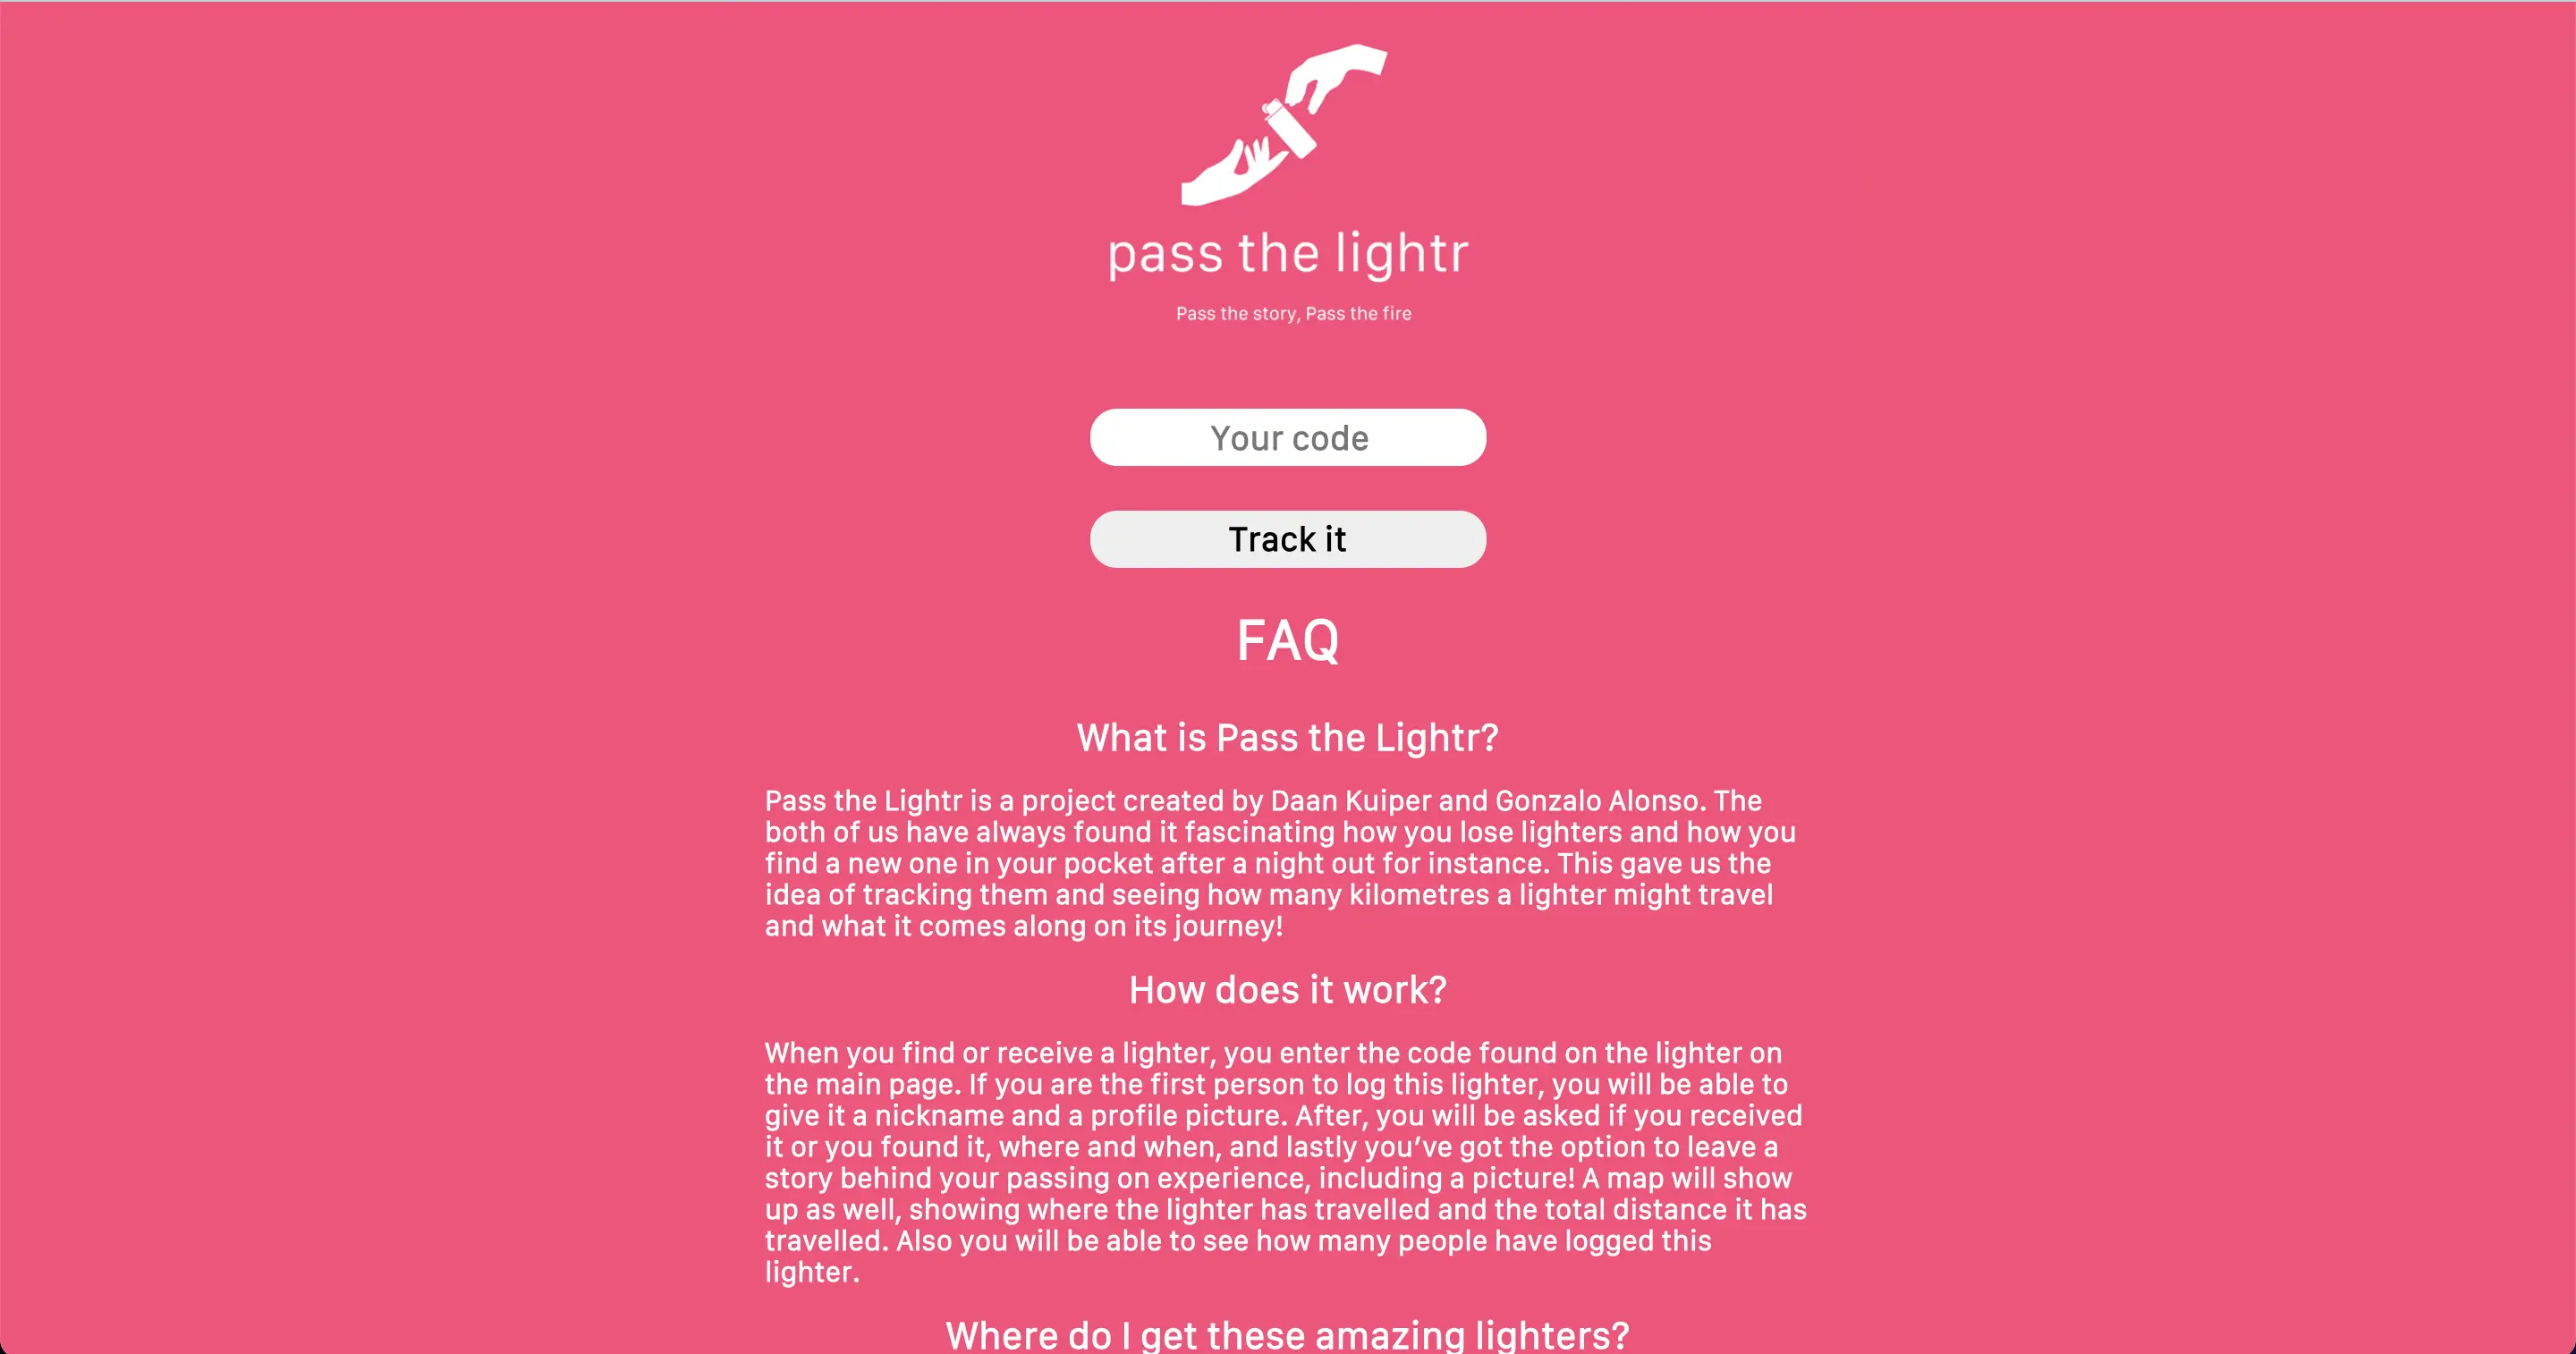 pass the lightr
Pass the story, Pass the fire
Your code
Track it
FAQ
What is Pass the Lightr?
Pass the Lightr is a project created by Daan Kuiper and Gonzalo Alonso. The
both of us have always found it fascinating how you lose lighters and how you
find a new one in your pocket after a night out for instance. This gave us the
idea of tracking them and seeing how many kilometres a lighter might travel
and what it comes along on its journey!
How does it work?
When you find or receive a lighter, you enter the code found on the lighter on
the main page. If you are the first person to log this lighter, you will be able to
give it a nickname and a profile picture. After, you will be asked if you received
it or you found it, where and when, and lastly you’ve got the option to leave a
story behind your passing on experience, including a picture! A map will show
up as well, showing where the lighter has travelled and the total distance it has
travelled. Also you will be able to see how many people have logged this
lighter.
Where do I get these amazing lighters?